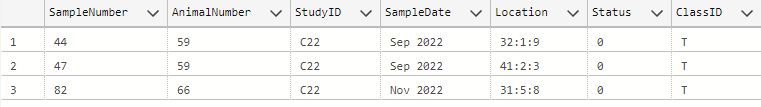 SampleNumber AnimalNumber StudyID SampleDate Location Status ClassID
1 44 59 C22 Sep 2022 32:1:9 0 T
2 47 59 C22 Sep 2022 41:2:3 0 T
3 82 66 C22 Nov 2022 31:5:8 0 T